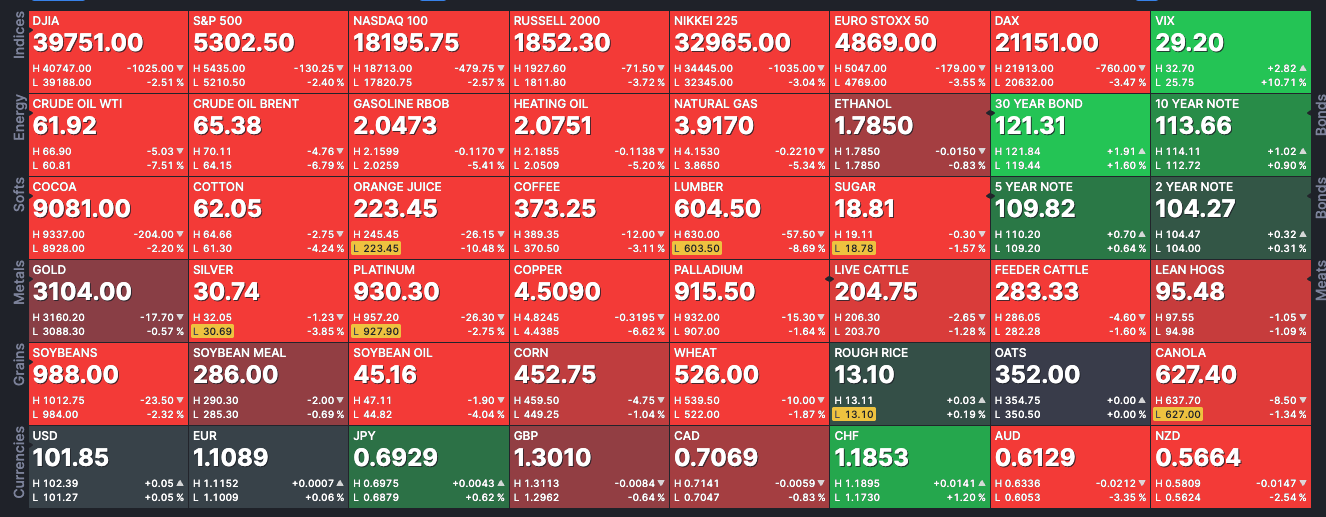 Indices
DJIA
39751.00
H 40747.00 -1025.00 ▼
L 39188.00 -2.51 %
S&P 500
5302.50
H 5435.00 -130.25 ▼
L 5210.50 -2.40 %
NASDAQ 100
18195.75
H 18713.00 -479.75 ▼
L 17820.75 -2.57 %
RUSSELL 2000
1852.30
H 1927.60 -71.50 ▼
L 1811.80 -3.72 %
NIKKEI 225
32965.00
H 34445.00 -1035.00 ▼
L 32345.00 -3.04 %
EURO STOXX 50
4869.00
H 5047.00 -179.00 ▼
L 4769.00 -3.55 %
DAX
21151.00
H 21913.00 -760.00 ▼
L 20632.00 -3.47 %
VIX
29.20
H 32.70 +2.82 ▲
L 25.75 +10.71 %
Energy
CRUDE OIL WTI
61.92
H 66.90 -5.03 ▼
L 60.81 -7.51 %
CRUDE OIL BRENT
65.38
H 70.11 -4.76 ▼
L 64.15 -6.79 %
GASOLINE RBOB
2.0473
H 2.1599 -0.1170 ▼
L 2.0259 -5.41 %
HEATING OIL
2.0751
H 2.1855 -0.1138 ▼
L 2.0509 -5.20 %
NATURAL GAS
3.9170
H 4.1530 -0.2210 ▼
L 3.8650 -5.34 %
ETHANOL
1.7850
H 1.7850 -0.0150 ▼
L 1.7850 -0.83 %
30 YEAR BOND
121.31
H 121.84 +1.91 ▲
L 119.44 +1.60 %
10 YEAR NOTE
113.66
H 114.11 +1.02 ▲
L 112.72 +0.90 %
Bonds
Softs
COCOA
9081.00
H 9337.00 -204.00 ▼
L 8928.00 -2.20 %
COTTON
62.05
H 64.66 -2.75 ▼
L 61.30 -4.24 %
ORANGE JUICE
223.45
H 245.45 -26.15 ▼
L 223.45 -10.48 %
COFFEE
373.25
H 389.35 -12.00 ▼
L 370.50 -3.11 %
LUMBER
604.50
H 630.00 -57.50 ▼
L 603.50 -8.69 %
SUGAR
18.81
H 19.11 -0.30 ▼
L 18.78 -1.57 %
5 YEAR NOTE
109.82
H 110.20 +0.70 ▲
L 109.20 +0.64 %
2 YEAR NOTE
104.27
H 104.47 +0.32 ▲
L 104.00 +0.31 %
Bonds
Metals
GOLD
3104.00
H 3160.20 -17.70 ▼
L 3088.30 -0.57 %
SILVER
30.74
H 32.05 -1.23 ▼
L 30.69 -3.85 %
PLATINUM
930.30
H 957.20 -26.30 ▼
L 927.90 -2.75 %
COPPER
4.5090
H 4.8245 -0.3195 ▼
L 4.4385 -6.62 %
PALLADIUM
915.50
H 932.00 -15.30 ▼
L 907.00 -1.64 %
LIVE CATTLE
204.75
H 206.30 -2.65 ▼
L 203.70 -1.28 %
FEEDER CATTLE
283.33
H 286.05 -4.60 ▼
L 282.28 -1.60 %
LEAN HOGS
95.48
H 97.55 -1.05 ▼
L 94.98 -1.09 %
Meats
Grains
SOYBEANS
988.00
H 1012.75 -23.50 ▼
L 984.00 -2.32 %
SOYBEAN MEAL
286.00
H 290.30 -2.00 ▼
L 285.30 -0.69 %
SOYBEAN OIL
45.16
H 47.11 -1.90 ▼
L 44.82 -4.04 %
CORN
452.75
H 459.50 -4.75 ▼
L 449.25 -1.04 %
WHEAT
526.00
H 539.50 -10.00 ▼
L 522.00 -1.87 %
ROUGH RICE
13.10
H 13.11 +0.03 ▲
L 13.10 +0.19 %
OATS
352.00
H 354.75 +0.00 ▲
L 350.50 +0.00 %
CANOLA
627.40
H 637.70 -8.50 ▼
L 627.00 -1.34 %
Currencies
USD
101.85
H 102.39 +0.05 ▲
L 101.27 +0.05 %
EUR
1.1089
H 1.1152 +0.0007 ▲
L 1.1009 +0.06 %
JPY
0.6929
H 0.6975 +0.0043 ▲
L 0.6879 +0.62 %
GBP
1.3010
H 1.3113 -0.0084 ▼
L 1.2962 -0.64 %
CAD
0.7069
H 0.7141 -0.0059 ▼
L 0.7047 -0.83 %
CHF
1.1853
H 1.1895 +0.0141 ▲
L 1.1730 +1.20 %
AUD
0.6129
H 0.6336 -0.0212 ▼
L 0.6053 -3.35 %
NZD
0.5664
H 0.5809 -0.0147 ▼
L 0.5624 -2.54 %